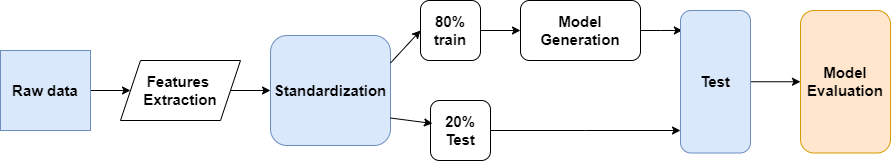 Raw data
Features
Extraction
Standardization
80%
train
Model
Generation
20%
Test
Test
Model
Evaluation